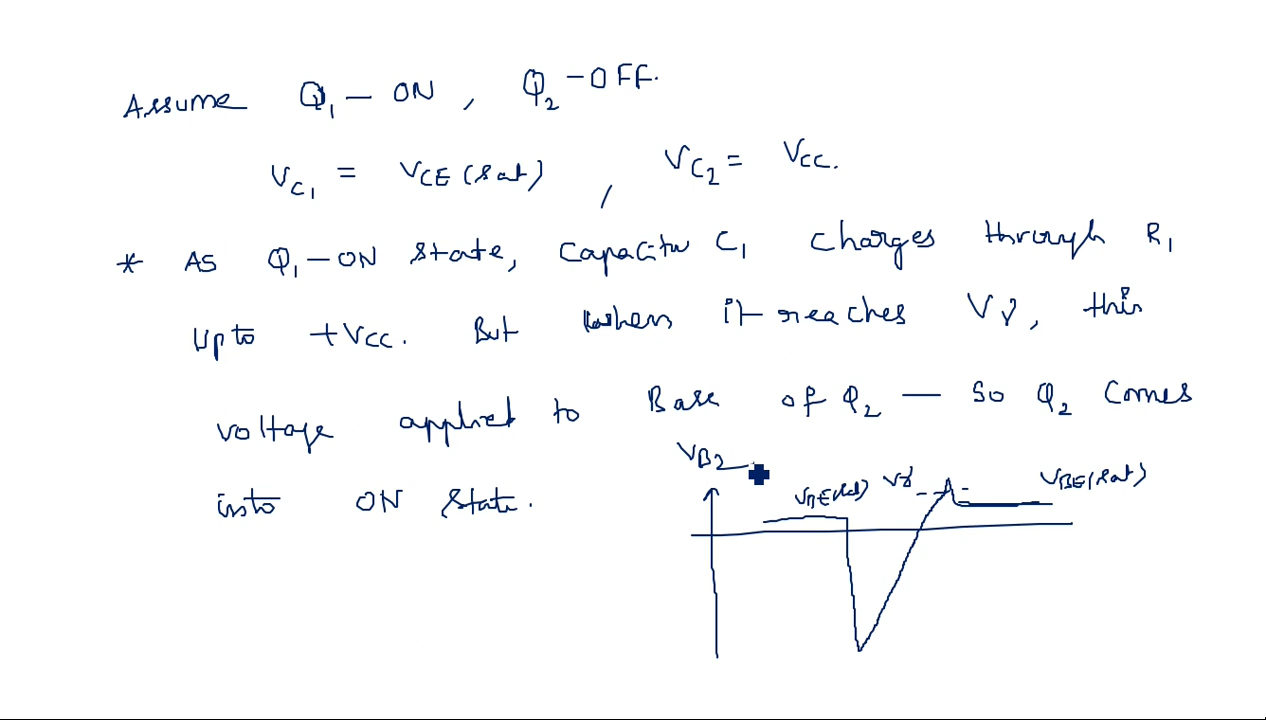 Assume Q1 - ON, Q2 - OFF.
VC1 = VCE(sat), VC2 = VCC.
* As Q1 - ON state, Capacitor C1 charges through R1
upto +VCC. But when it reaches Vγ, this
voltage applied to Base of Q2 — So Q2 comes
into ON state.
VB2
VBE(sat) Vγ VBE(sat)